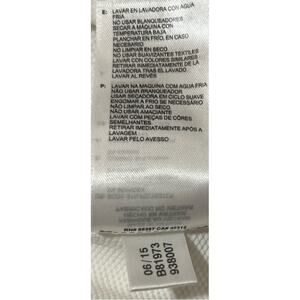 E: LAVAR EN LAVADORA CON AGUA
FRIA
NO USAR BLANQUEADORES
SECAR A MAQUINA CON
TEMPERATURA BAJA
PLANCHAR EN FRIO, EN CASO
NECESARIO
NO LIMPIAR EN SECO
NO USAR SUAVIZANTES TEXTILES
LAVAR CON COLORES SIMILARES
RETIRAR INMEDIATAMENTE DE LA
LAVADORA TRAS EL LAVADO
LAVAR AL REVÉS
P: LAVAR NA MAQUINA COM AGUA FRIA
NÃO USAR BRANQUEADOR
USAR SECADORA EM CICLO SUAVE
ENGOMAR A FRIO SE NECESSÁRIO
NÃO LIMPAR AO SECO
NÃO USAR AMACIANTE
LAVAR COM PEÇAS DE CÔRES
SEMELHANTES
RETIRAR IMEDIATAMENTE APÓS A
LAVAGEM
LAVAR PELO AVESSO
06/15
B81973
938007